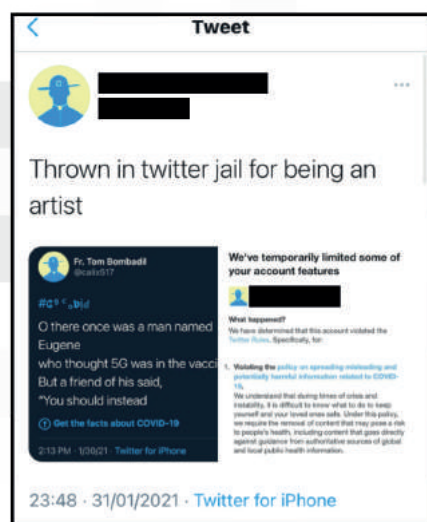 Tweet
Thrown in twitter jail for being an
artist
Fr. Tom Bombadil
@calix517
O there once was a man named
Eugene
who thought 5G was in the vacci
But a friend of his said,
"You should instead
Get the facts about COVID-19
2:13 PM · 1/30/21 · Twitter for iPhone
We've temporarily limited some of
your account features
What happened?
We have determined that this account violated the
Twitter Rules. Specifically, for:
1. Violating the policy on spreading misleading and
potentially harmful information related to COVID-
19.
We understand that during times of crisis and
instability, it is difficult to know what to do to keep
yourself and your loved ones safe. Under this policy,
we require the removal of content that may pose a risk
to people's health, including content that goes directly
against guidance from authoritative sources of global
and local public health information.
23:48 · 31/01/2021 · Twitter for iPhone